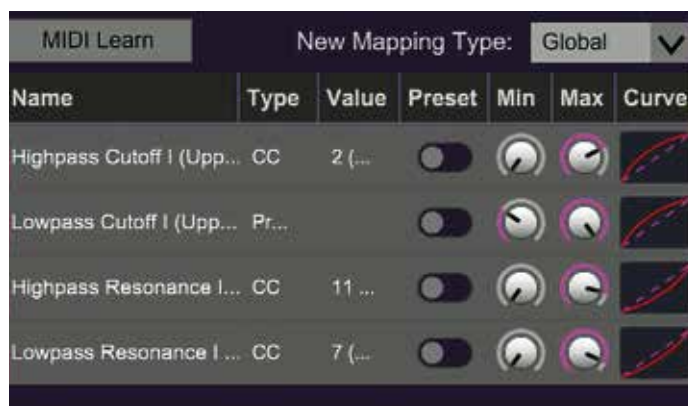 MIDI Learn New Mapping Type: Global
Name Type Value Preset Min Max Curve
Highpass Cutoff I (Upp... CC 2 (...
Lowpass Cutoff I (Upp... Pr...
Highpass Resonance I... CC 11 ...
Lowpass Resonance I ... CC 7 (...